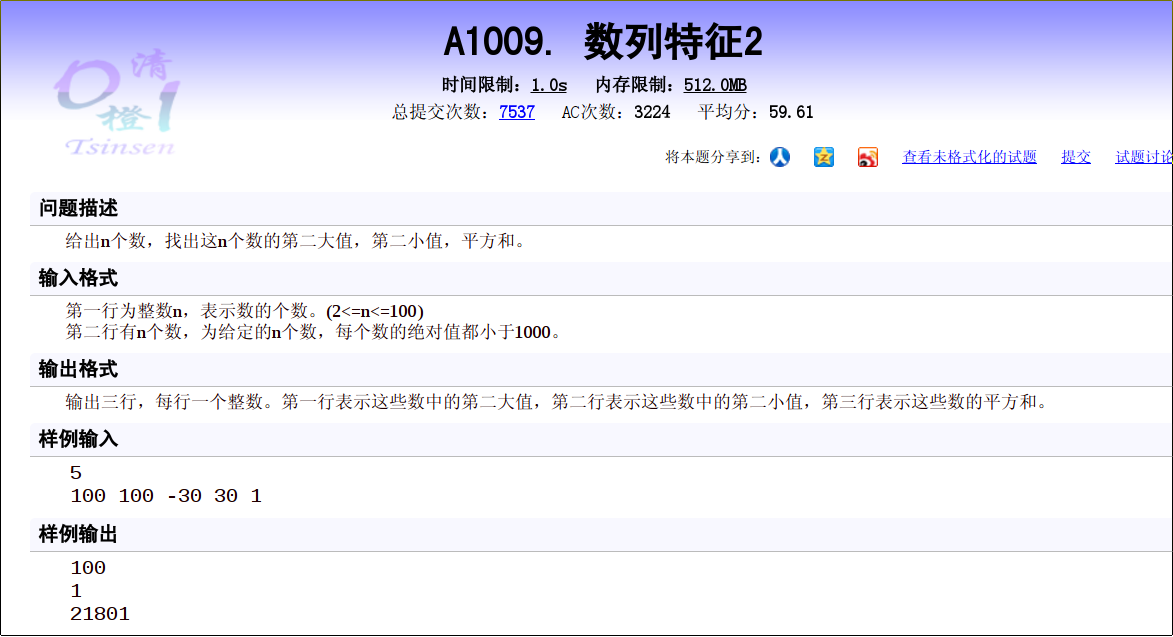 A1009. 数列特征2
清
橙
Tsinsen
时间限制：1.0s 内存限制：512.0MB
总提交次数：7537 AC次数：3224 平均分：59.61
将本题分享到： 查看未格式化的试题 提交 试题讨论
问题描述
给出n个数，找出这n个数的第二大值，第二小值，平方和。
输入格式
第一行为整数n，表示数的个数。(2<=n<=100)
第二行有n个数，为给定的n个数，每个数的绝对值都小于1000。
输出格式
输出三行，每行一个整数。第一行表示这些数中的第二大值，第二行表示这些数中的第二小值，第三行表示这些数的平方和。
样例输入
5
100 100 -30 30 1
样例输出
100
1
21801